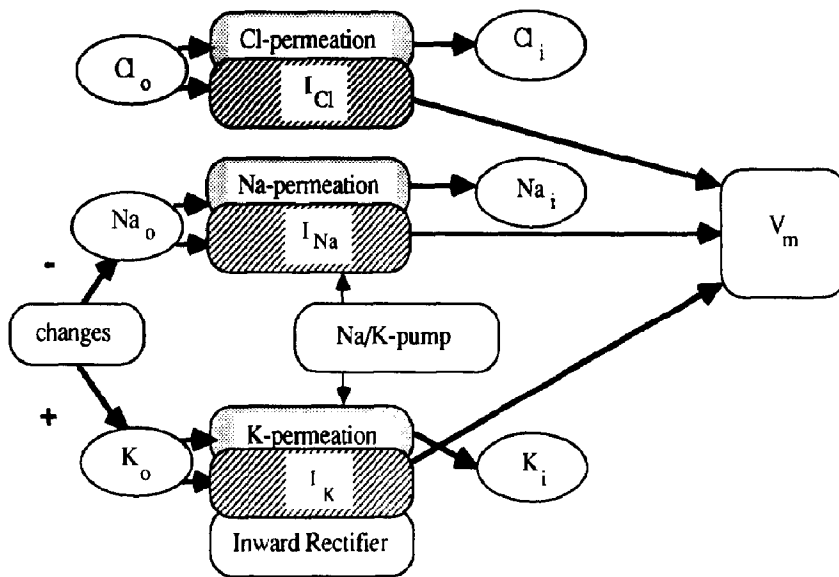 Cl-permeation
Cl o
Cl i
I Cl
Na-permeation
Na o
Na i
I Na
V m
-
changes
Na/K-pump
+
K-permeation
K o
K i
I K
Inward Rectifier